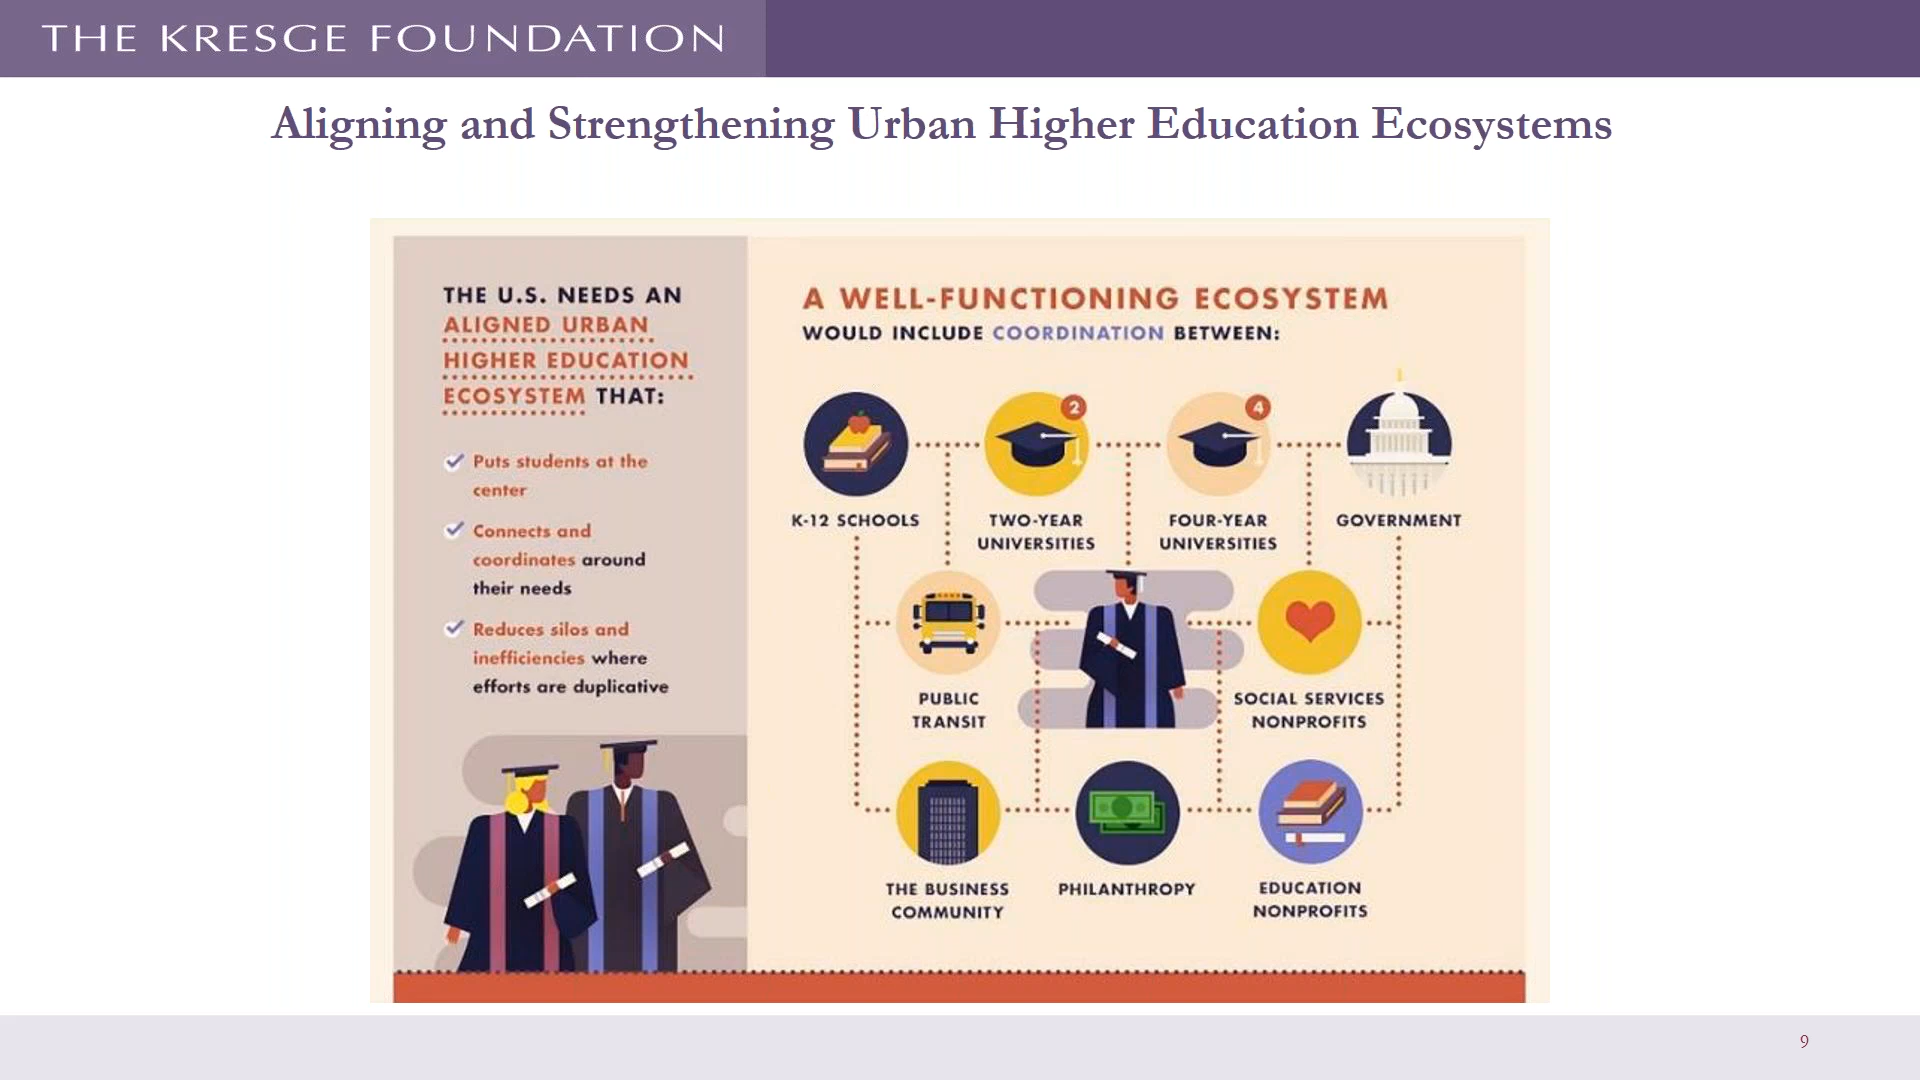 THE KRESGE FOUNDATION
Aligning and Strengthening Urban Higher Education Ecosystems
THE U.S. NEEDS AN
ALIGNED URBAN
HIGHER EDUCATION
ECOSYSTEM THAT:
Puts students at the
center
Connects and
coordinates around
their needs
Reduces silos and
inefficiencies where
efforts are duplicative
A WELL-FUNCTIONING ECOSYSTEM
WOULD INCLUDE COORDINATION BETWEEN:
2
4
K-12 SCHOOLS
TWO-YEAR
UNIVERSITIES
FOUR-YEAR
UNIVERSITIES
GOVERNMENT
PUBLIC
TRANSIT
SOCIAL SERVICES
NONPROFITS
THE BUSINESS
COMMUNITY
PHILANTHROPY
EDUCATION
NONPROFITS
9